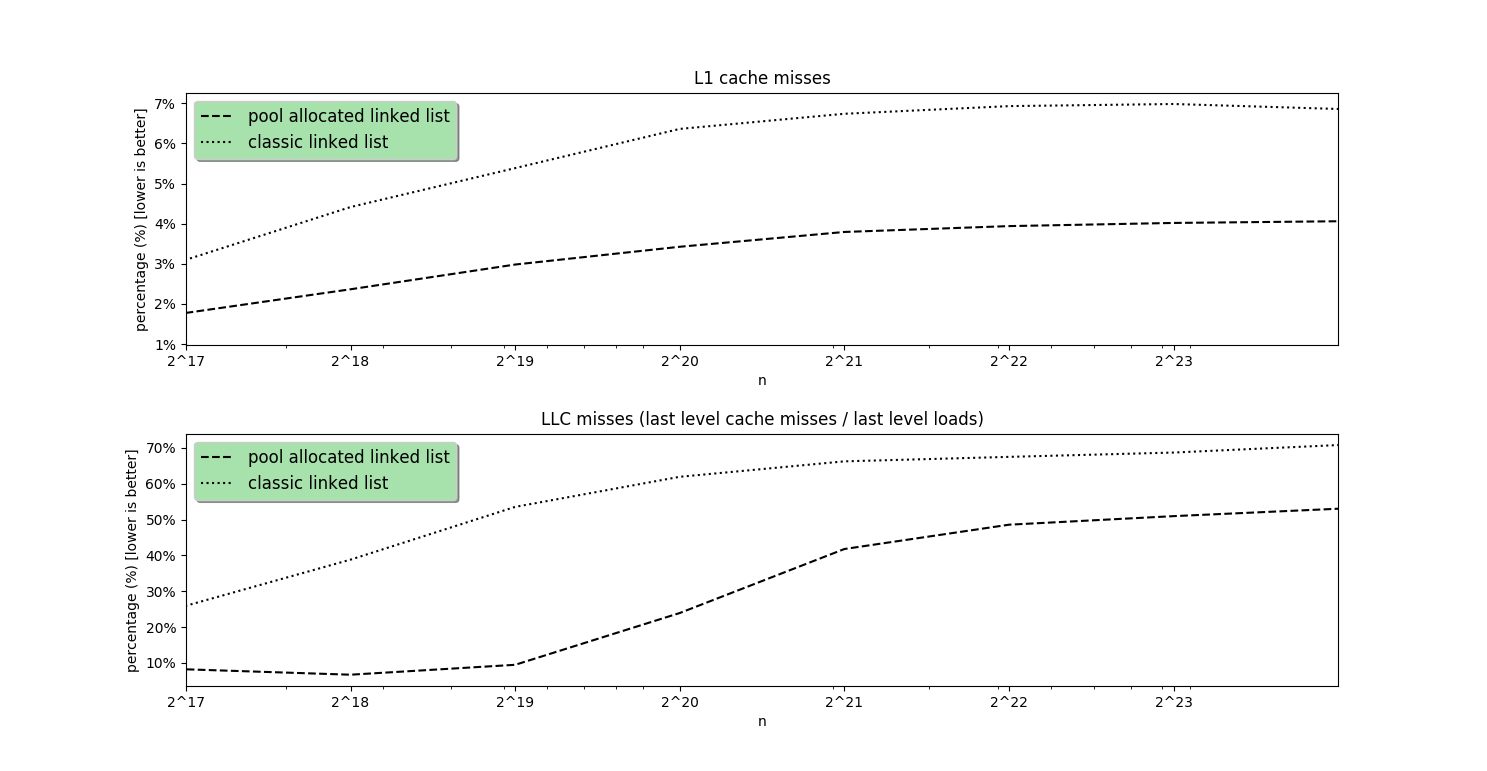 L1 cache misses
percentage (%) [lower is better]
7%
6%
5%
4%
3%
2%
1%
pool allocated linked list
classic linked list
2^17 2^18 2^19 2^20 2^21 2^22 2^23
n
LLC misses (last level cache misses / last level loads)
percentage (%) [lower is better]
70%
60%
50%
40%
30%
20%
10%
pool allocated linked list
classic linked list
2^17 2^18 2^19 2^20 2^21 2^22 2^23
n